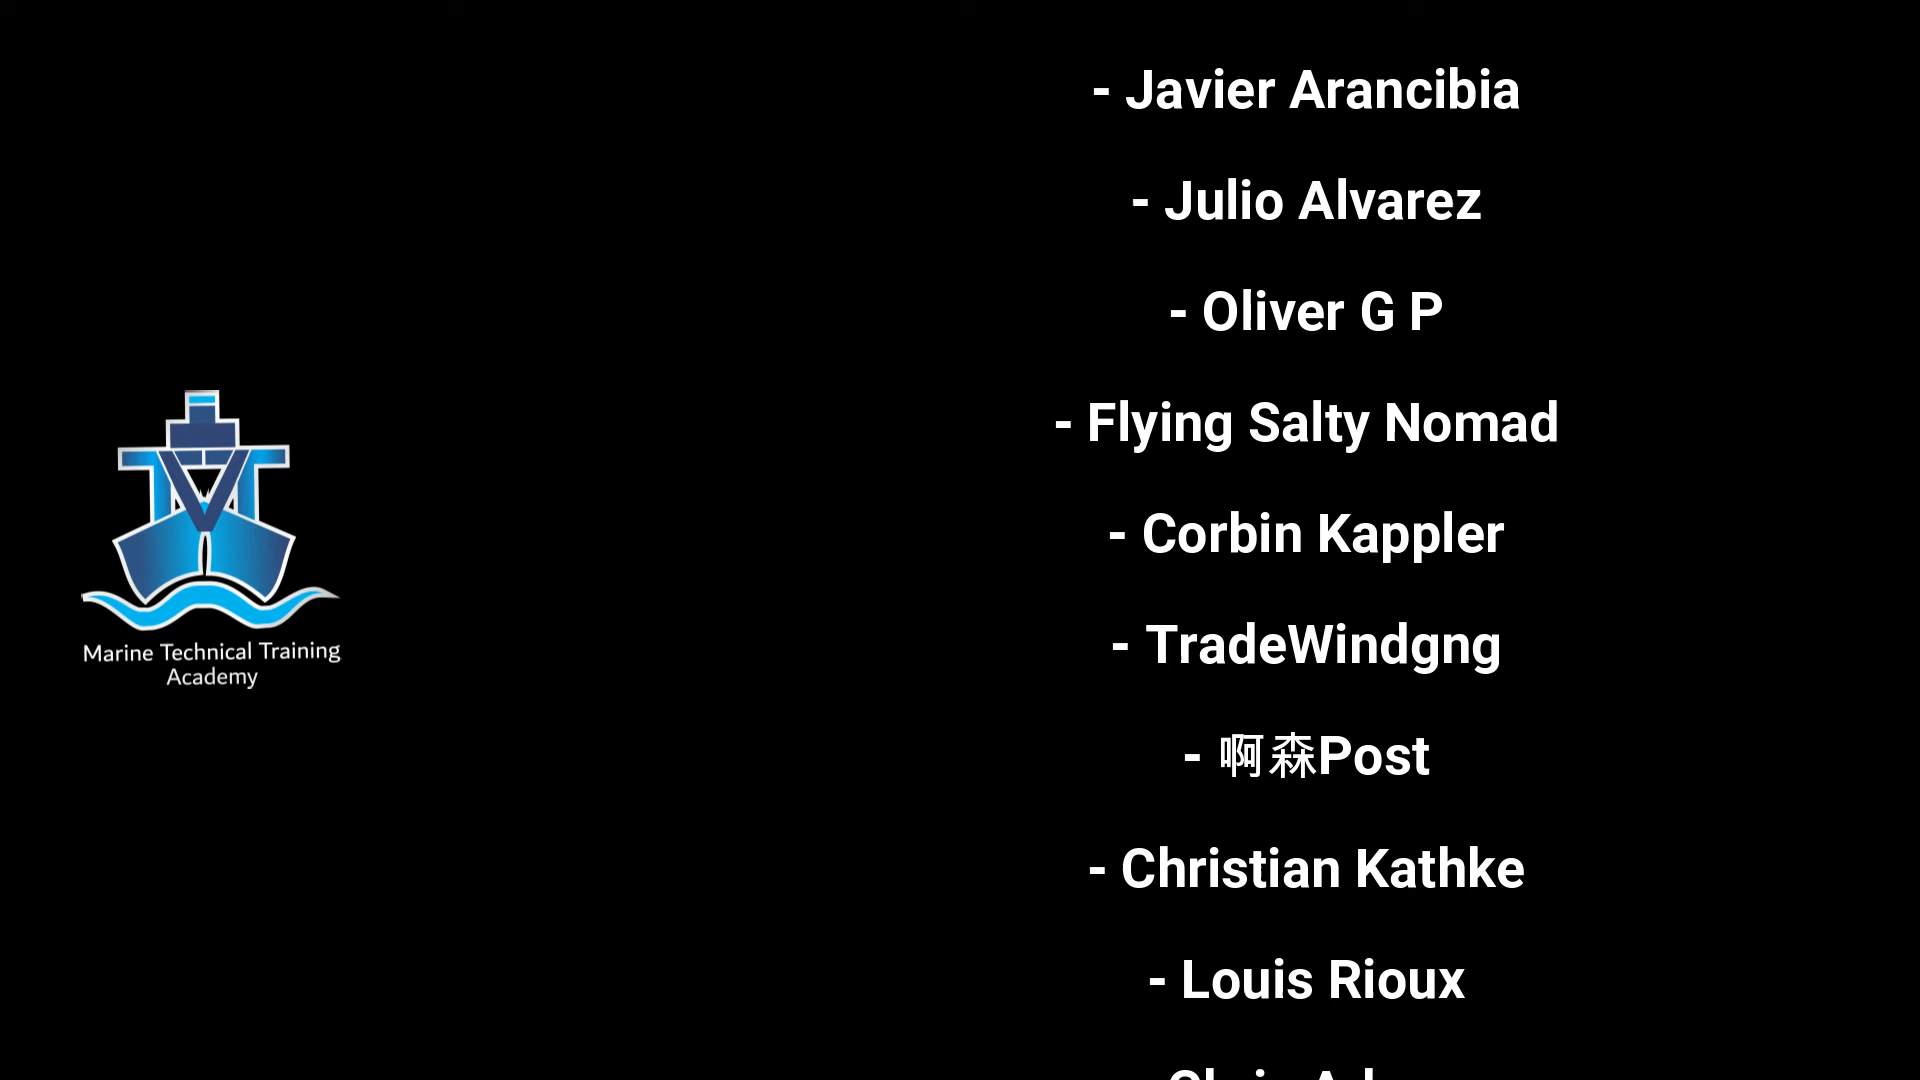 - Javier Arancibia
- Julio Alvarez
- Oliver G P
- Flying Salty Nomad
- Corbin Kappler
- TradeWindgng
- 啊森Post
- Christian Kathke
- Louis Rioux
Marine Technical Training
Academy